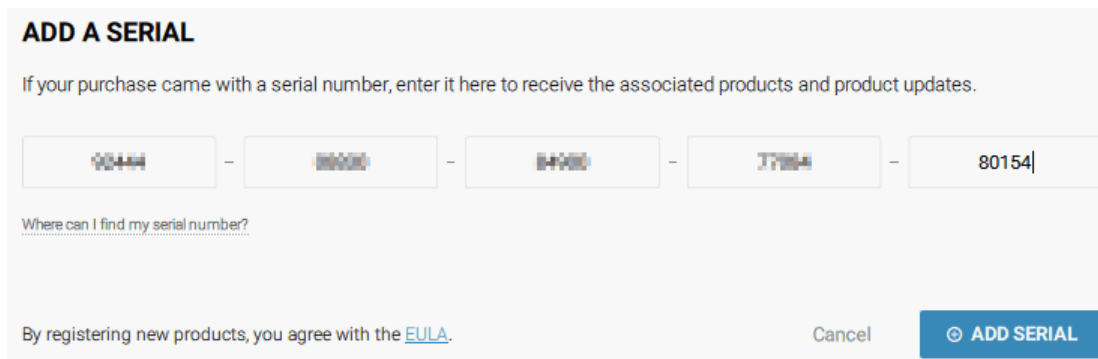 ADD A SERIAL
If your purchase came with a serial number, enter it here to receive the associated products and product updates.
- - - - 80154
Where can I find my serial number?
By registering new products, you agree with the EULA. Cancel ADD SERIAL